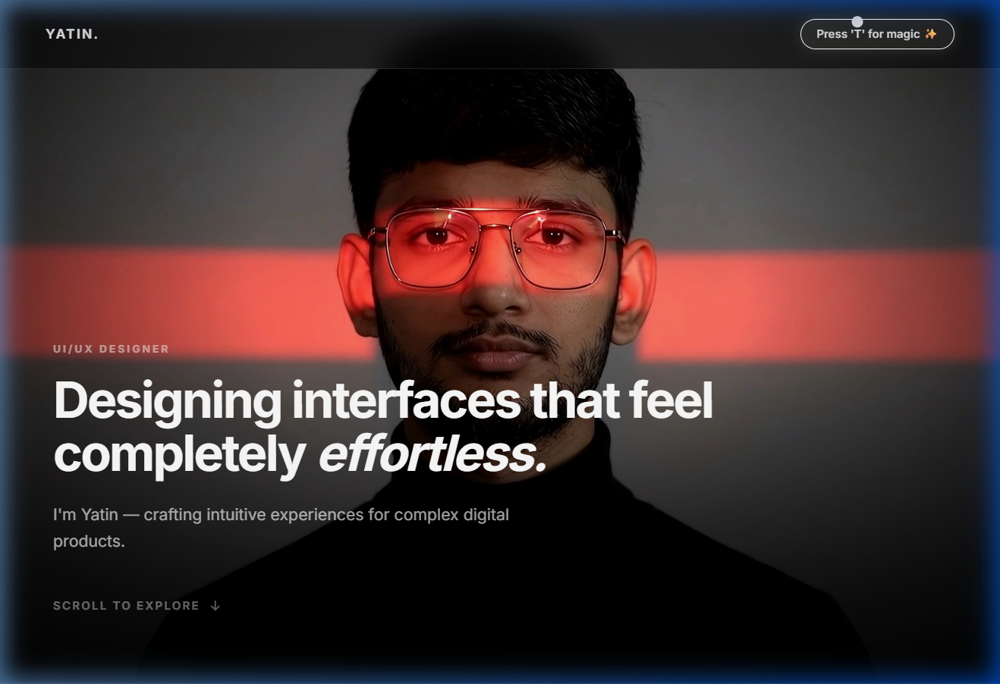 YATIN.
Press 'T' for magic ✨
UI/UX DESIGNER
Designing interfaces that feel
completely effortless.
I'm Yatin — crafting intuitive experiences for complex digital
products.
SCROLL TO EXPLORE ↓